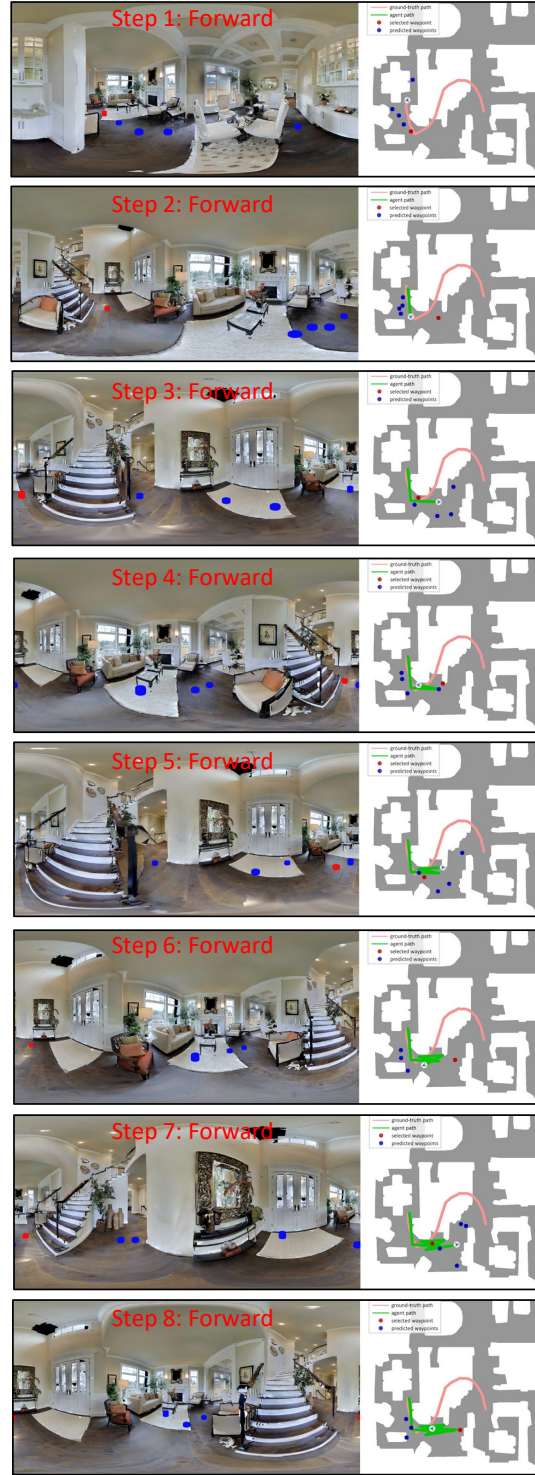 Step 1: Forward
ground-truth path
agent path
selected waypoint
predicted waypoints
Step 2: Forward
ground-truth path
agent path
selected waypoint
predicted waypoints
Step 3: Forward
ground-truth path
agent path
selected waypoint
predicted waypoints
Step 4: Forward
ground-truth path
agent path
selected waypoint
predicted waypoints
Step 5: Forward
ground-truth path
agent path
selected waypoint
predicted waypoints
Step 6: Forward
ground-truth path
agent path
selected waypoint
predicted waypoints
Step 7: Forward
ground-truth path
agent path
selected waypoint
predicted waypoints
Step 8: Forward
ground-truth path
agent path
selected waypoint
predicted waypoints